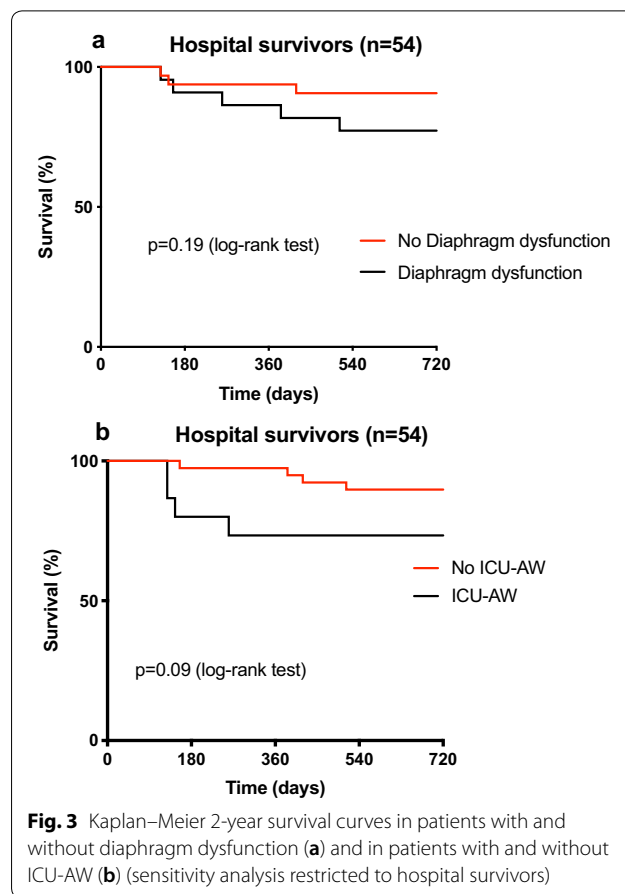 a
Hospital survivors (n=54)
100
50
0
Survival (%)
p=0.19 (log-rank test)
No Diaphragm dysfunction
Diaphragm dysfunction
0 180 360 540 720
Time (days)
b
Hospital survivors (n=54)
100
50
0
Survival (%)
No ICU-AW
ICU-AW
p=0.09 (log-rank test)
0 180 360 540 720
Time (days)
Fig. 3 Kaplan–Meier 2-year survival curves in patients with and
without diaphragm dysfunction (a) and in patients with and without
ICU-AW (b) (sensitivity analysis restricted to hospital survivors)